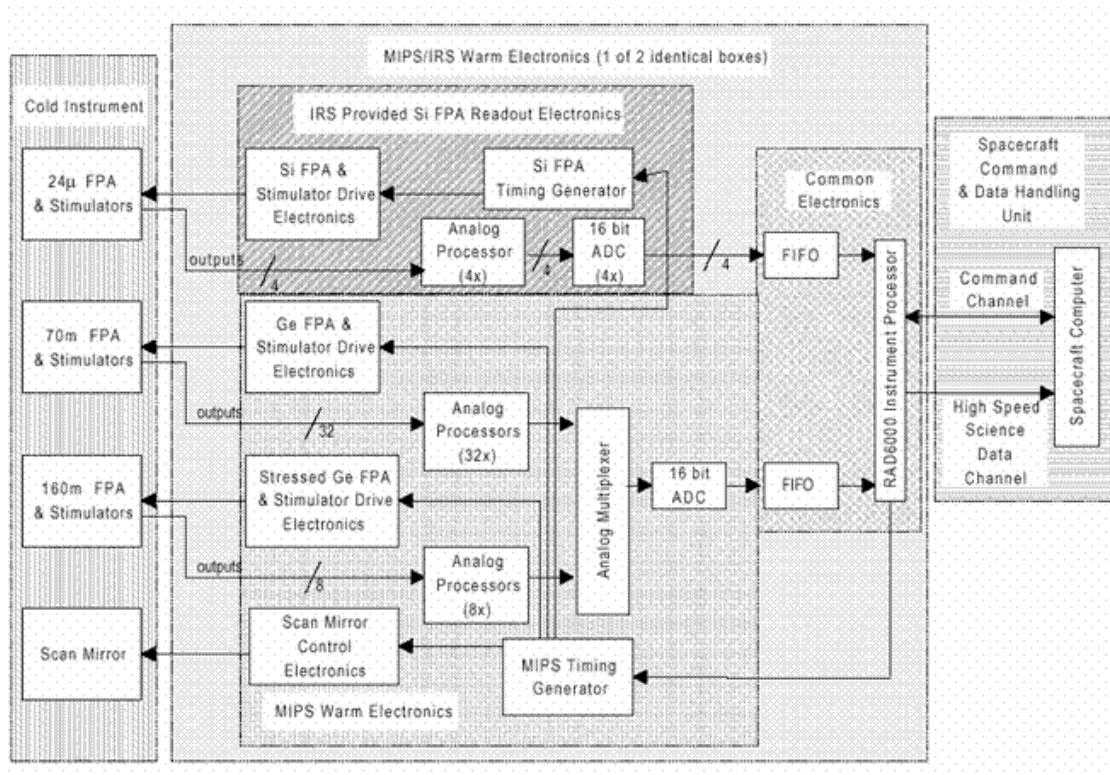 MIPS/IRS Warm Electronics (1 of 2 identical boxes)
Cold Instrument
IRS Provided Si FPA Readout Electronics
24μ FPA
& Stimulators
Si FPA &
Stimulator Drive
Electronics
Si FPA
Timing Generator
outputs
4
Analog
Processor
(4x)
4
16 bit
ADC
(4x)
4
Common
Electronics
FIFO
Spacecraft
Command
& Data Handling
Unit
70m FPA
& Stimulators
Ge FPA &
Stimulator Drive
Electronics
outputs
32
Analog
Processors
(32x)
Analog Multiplexer
16 bit
ADC
FIFO
RAD6000 Instrument Processor
Command
Channel
High Speed
Science
Data
Channel
Spacecraft Computer
160m FPA
& Stimulators
Stressed Ge FPA
& Stimulator Drive
Electronics
outputs
8
Analog
Processors
(8x)
Scan Mirror
Scan Mirror
Control
Electronics
MIPS Timing
Generator
MIPS Warm Electronics